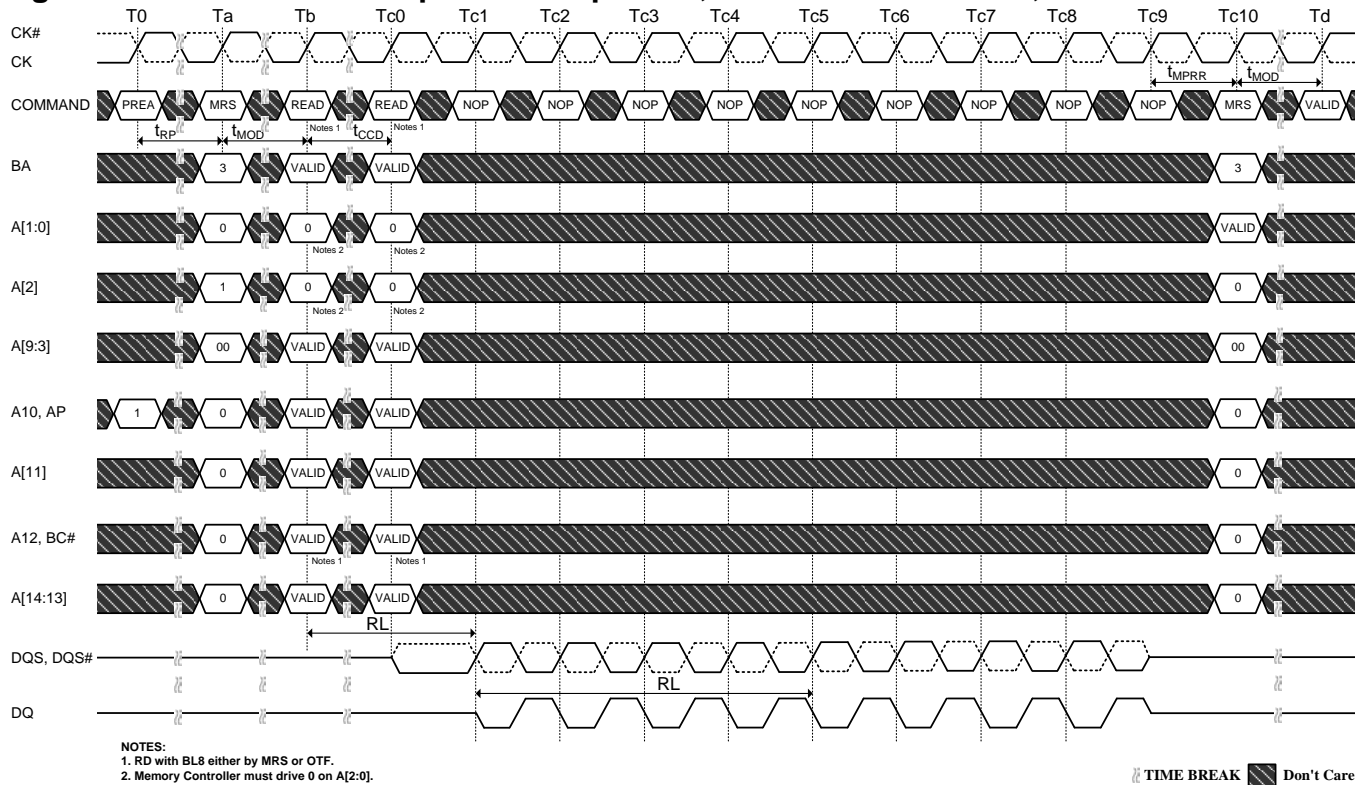 T0 Ta Tb Tc0 Tc1 Tc2 Tc3 Tc4 Tc5 Tc6 Tc7 Tc8 Tc9 Tc10 Td
CK#
CK
tMPRR tMOD
COMMAND PREA MRS READ READ NOP NOP NOP NOP NOP NOP NOP NOP NOP MRS VALID
Notes 1 Notes 1
tRP tMOD tCCD
BA 3 VALID VALID 3
A[1:0] 0 0 0 VALID
Notes 2 Notes 2
A[2] 1 0 0 0
Notes 2 Notes 2
A[9:3] 00 VALID VALID 00
A10, AP 1 0 VALID VALID 0
A[11] 0 VALID VALID 0
A12, BC# 0 VALID VALID 0
Notes 1 Notes 1
A[14:13] 0 VALID VALID 0
RL
DQS, DQS#
RL
DQ
NOTES:
1. RD with BL8 either by MRS or OTF.
2. Memory Controller must drive 0 on A[2:0].
TIME BREAK Don't Care